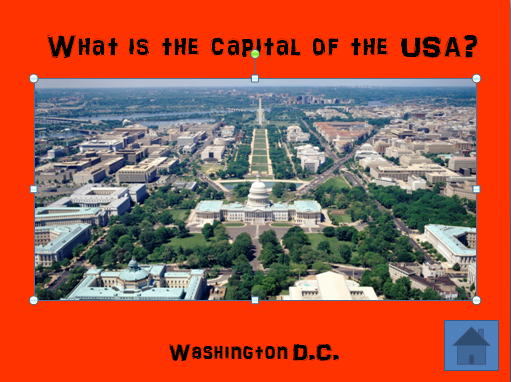 What is the capital of the USA?
Washington D.C.